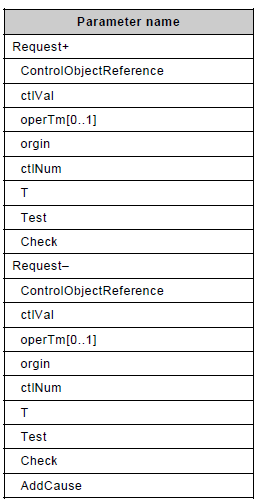 Parameter name
Request+
ControlObjectReference
ctlVal
operTm[0..1]
orgin
ctlNum
T
Test
Check
Request–
ControlObjectReference
ctlVal
operTm[0..1]
orgin
ctlNum
T
Test
Check
AddCause